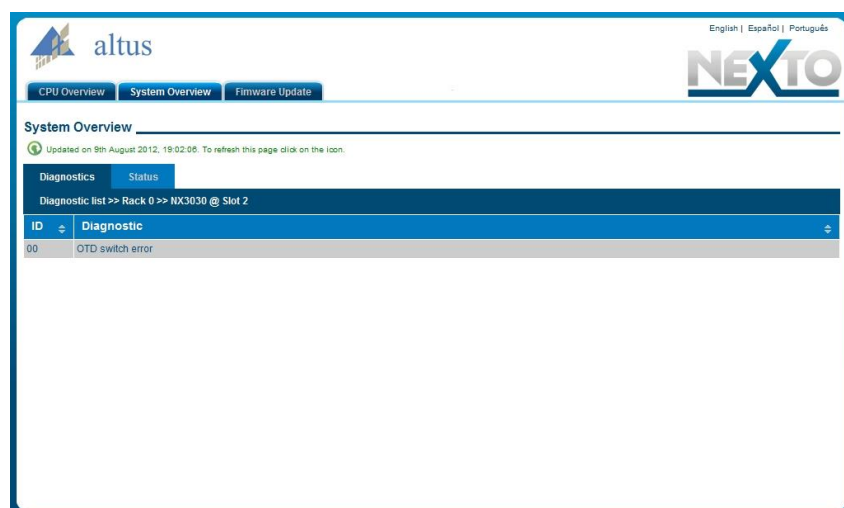 English | Español | Português
altus
NEXTO
CPU Overview System Overview Fimware Update
System Overview
Updated on 9th August 2012, 19:02:06. To refresh this page click on the icon.
Diagnostics Status
Diagnostic list >> Rack 0 >> NX3030 @ Slot 2
ID Diagnostic
00 OTD switch error